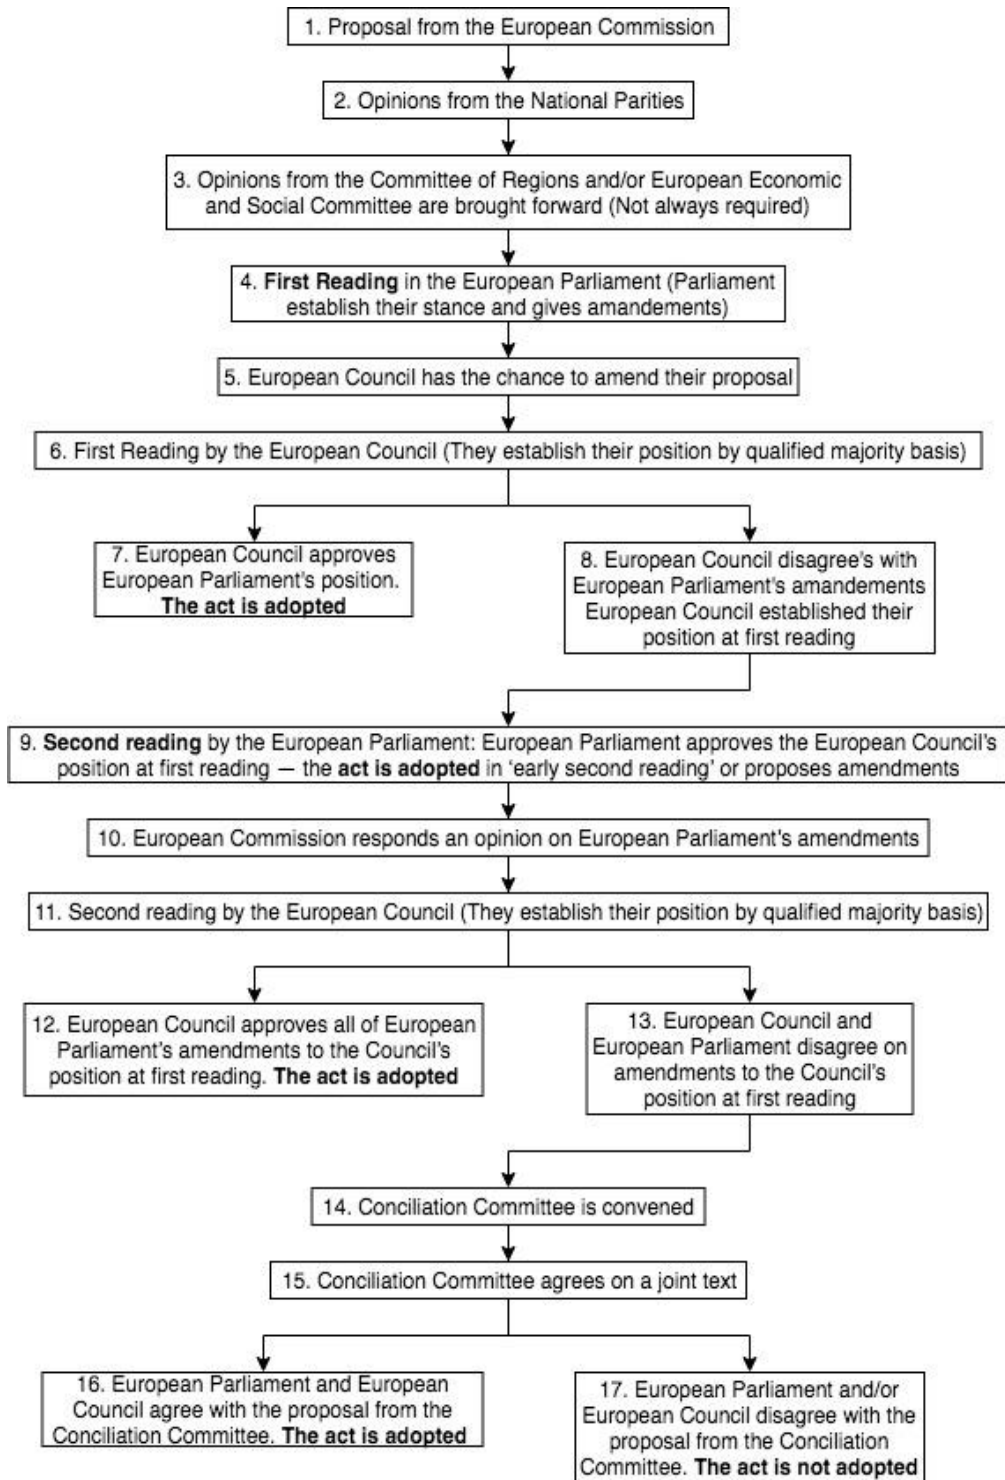 1. Proposal from the European Commission
2. Opinions from the National Parities
3. Opinions from the Committee of Regions and/or European Economic
and Social Committee are brought forward (Not always required)
4. First Reading in the European Parliament (Parliament
establish their stance and gives amandements)
5. European Council has the chance to amend their proposal
6. First Reading by the European Council (They establish their position by qualified majority basis)
7. European Council approves
European Parliament's position.
The act is adopted
8. European Council disagree's with
European Parliament's amandements
European Council established their
position at first reading
9. Second reading by the European Parliament: European Parliament approves the European Council's
position at first reading — the act is adopted in 'early second reading' or proposes amendments
10. European Commission responds an opinion on European Parliament's amendments
11. Second reading by the European Council (They establish their position by qualified majority basis)
12. European Council approves all of European
Parliament's amendments to the Council's
position at first reading. The act is adopted
13. European Council and
European Parliament disagree on
amendments to the Council's
position at first reading
14. Conciliation Committee is convened
15. Conciliation Committee agrees on a joint text
16. European Parliament and European
Council agree with the proposal from the
Conciliation Committee. The act is adopted
17. European Parliament and/or
European Council disagree with the
proposal from the Conciliation
Committee. The act is not adopted